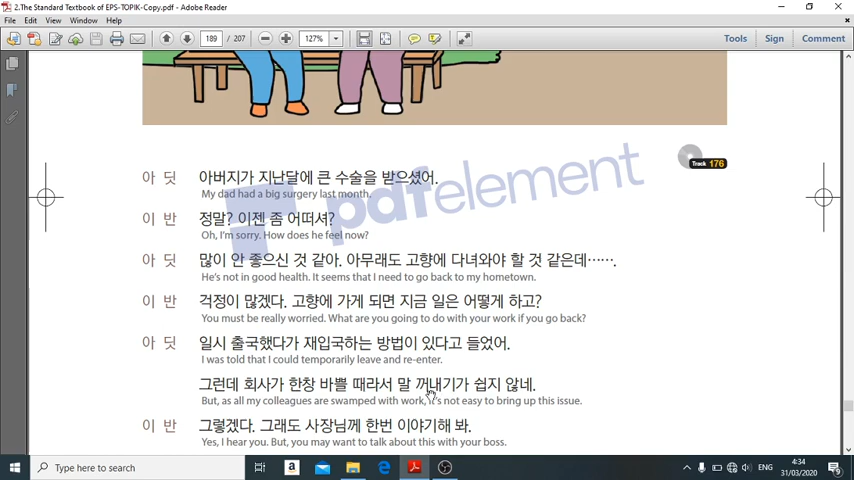 2.The Standard Textbook of EPS-TOPIK-Copy.pdf - Adobe Reader
File Edit View Window Help
189 / 207 127% Tools Sign Comment
Track 176
pdfelement
아 딧 아버지가 지난달에 큰 수술을 받으셨어.
My dad had a big surgery last month.
이 반 정말? 이젠 좀 어떠셔?
Oh, I'm sorry. How does he feel now?
아 딧 많이 안 좋으신 것 같아. 아무래도 고향에 다녀와야 할 것 같은데…….
He's not in good health. It seems that I need to go back to my hometown.
이 반 걱정이 많겠다. 고향에 가게 되면 지금 일은 어떻게 하고?
You must be really worried. What are you going to do with your work if you go back?
아 딧 일시 출국했다가 재입국하는 방법이 있다고 들었어.
I was told that I could temporarily leave and re-enter.
그런데 회사가 한창 바쁠 때라서 말 꺼내기가 쉽지 않네.
But, as all my colleagues are swamped with work, it's not easy to bring up this issue.
이 반 그렇겠다. 그래도 사장님께 한번 이야기해 봐.
Yes, I hear you. But, you may want to talk about this with your boss.
Type here to search
a
ENG
4:34
31/03/2020
9